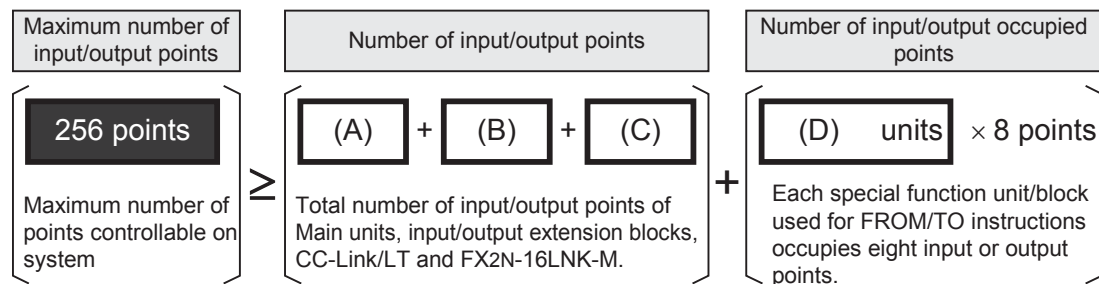 Maximum number of
input/output points
Number of input/output points
Number of input/output occupied
points
256 points
≥
(A) + (B) + (C)
+
(D) units × 8 points
Maximum number of
points controllable on
system
Total number of input/output points of
Main units, input/output extension blocks,
CC-Link/LT and FX2N-16LNK-M.
Each special function unit/block
used for FROM/TO instructions
occupies eight input or output
points.